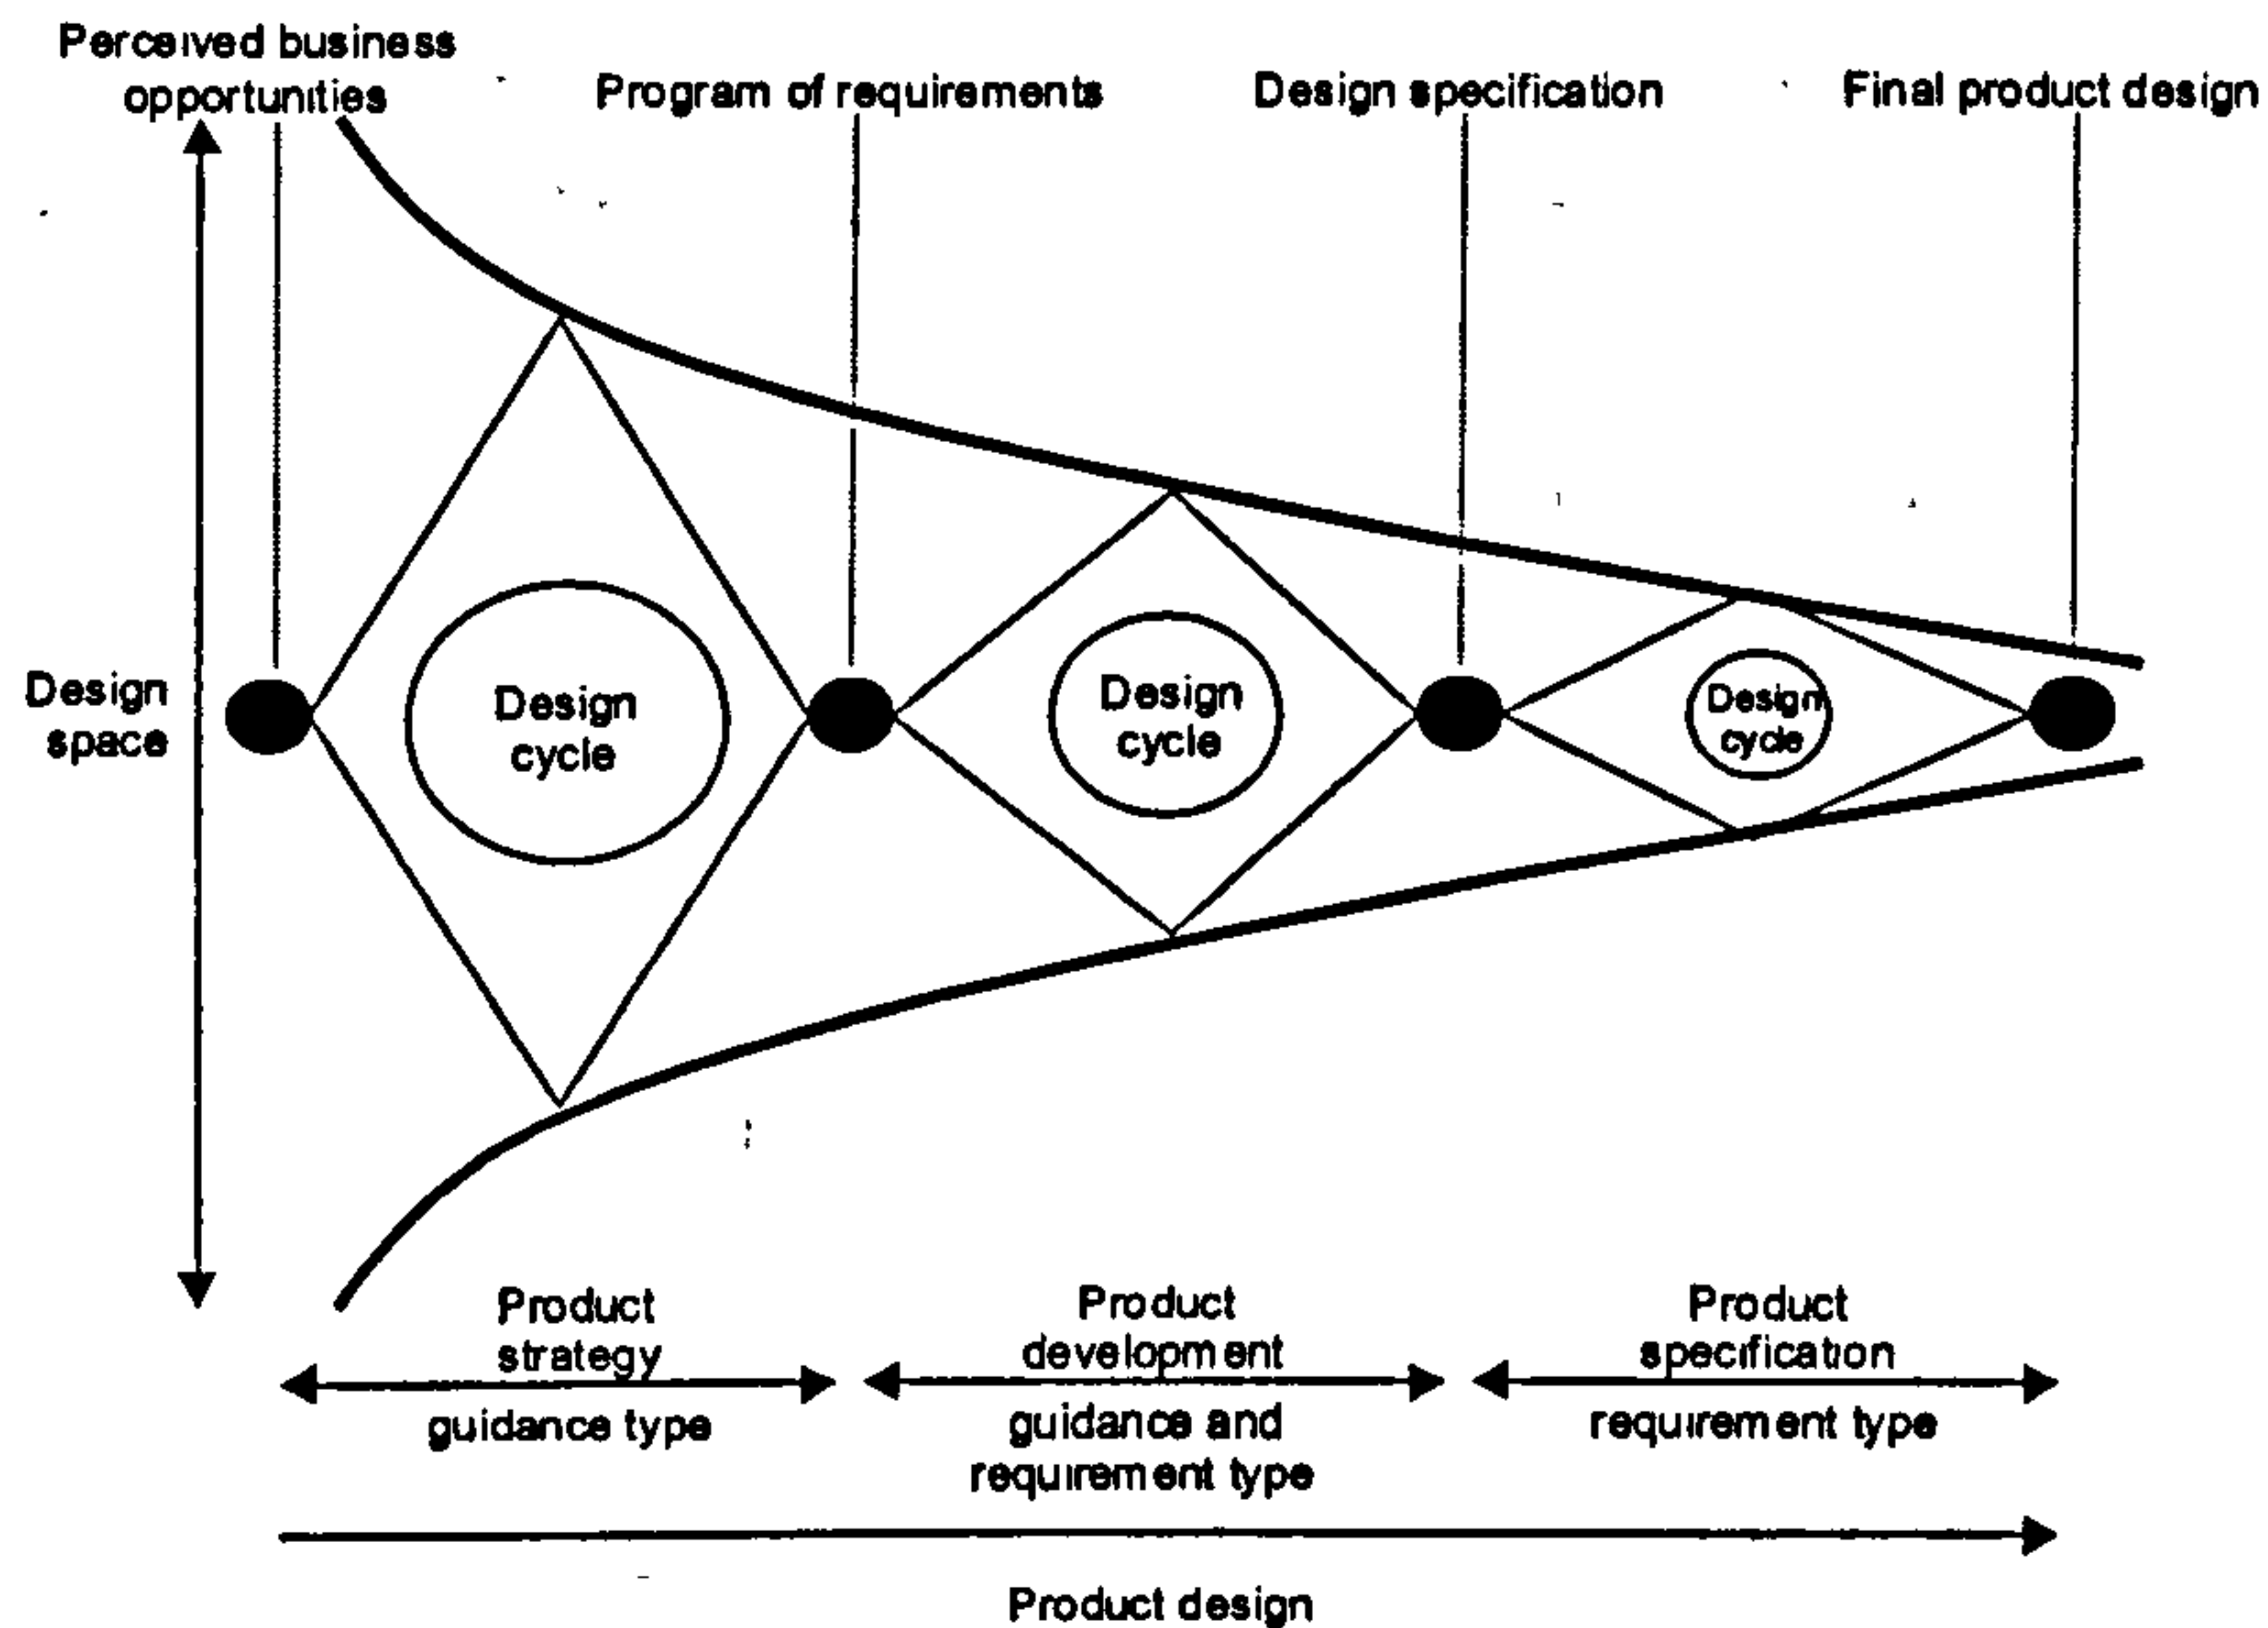 Perceived business
opportunities
Program of requirements
Design specification
Final product design
Design
space
Design
cycle
Design
cycle
Design
cycle
Product
strategy
guidance type
Product
development
guidance and
requirement type
Product
specification
requirement type
Product design